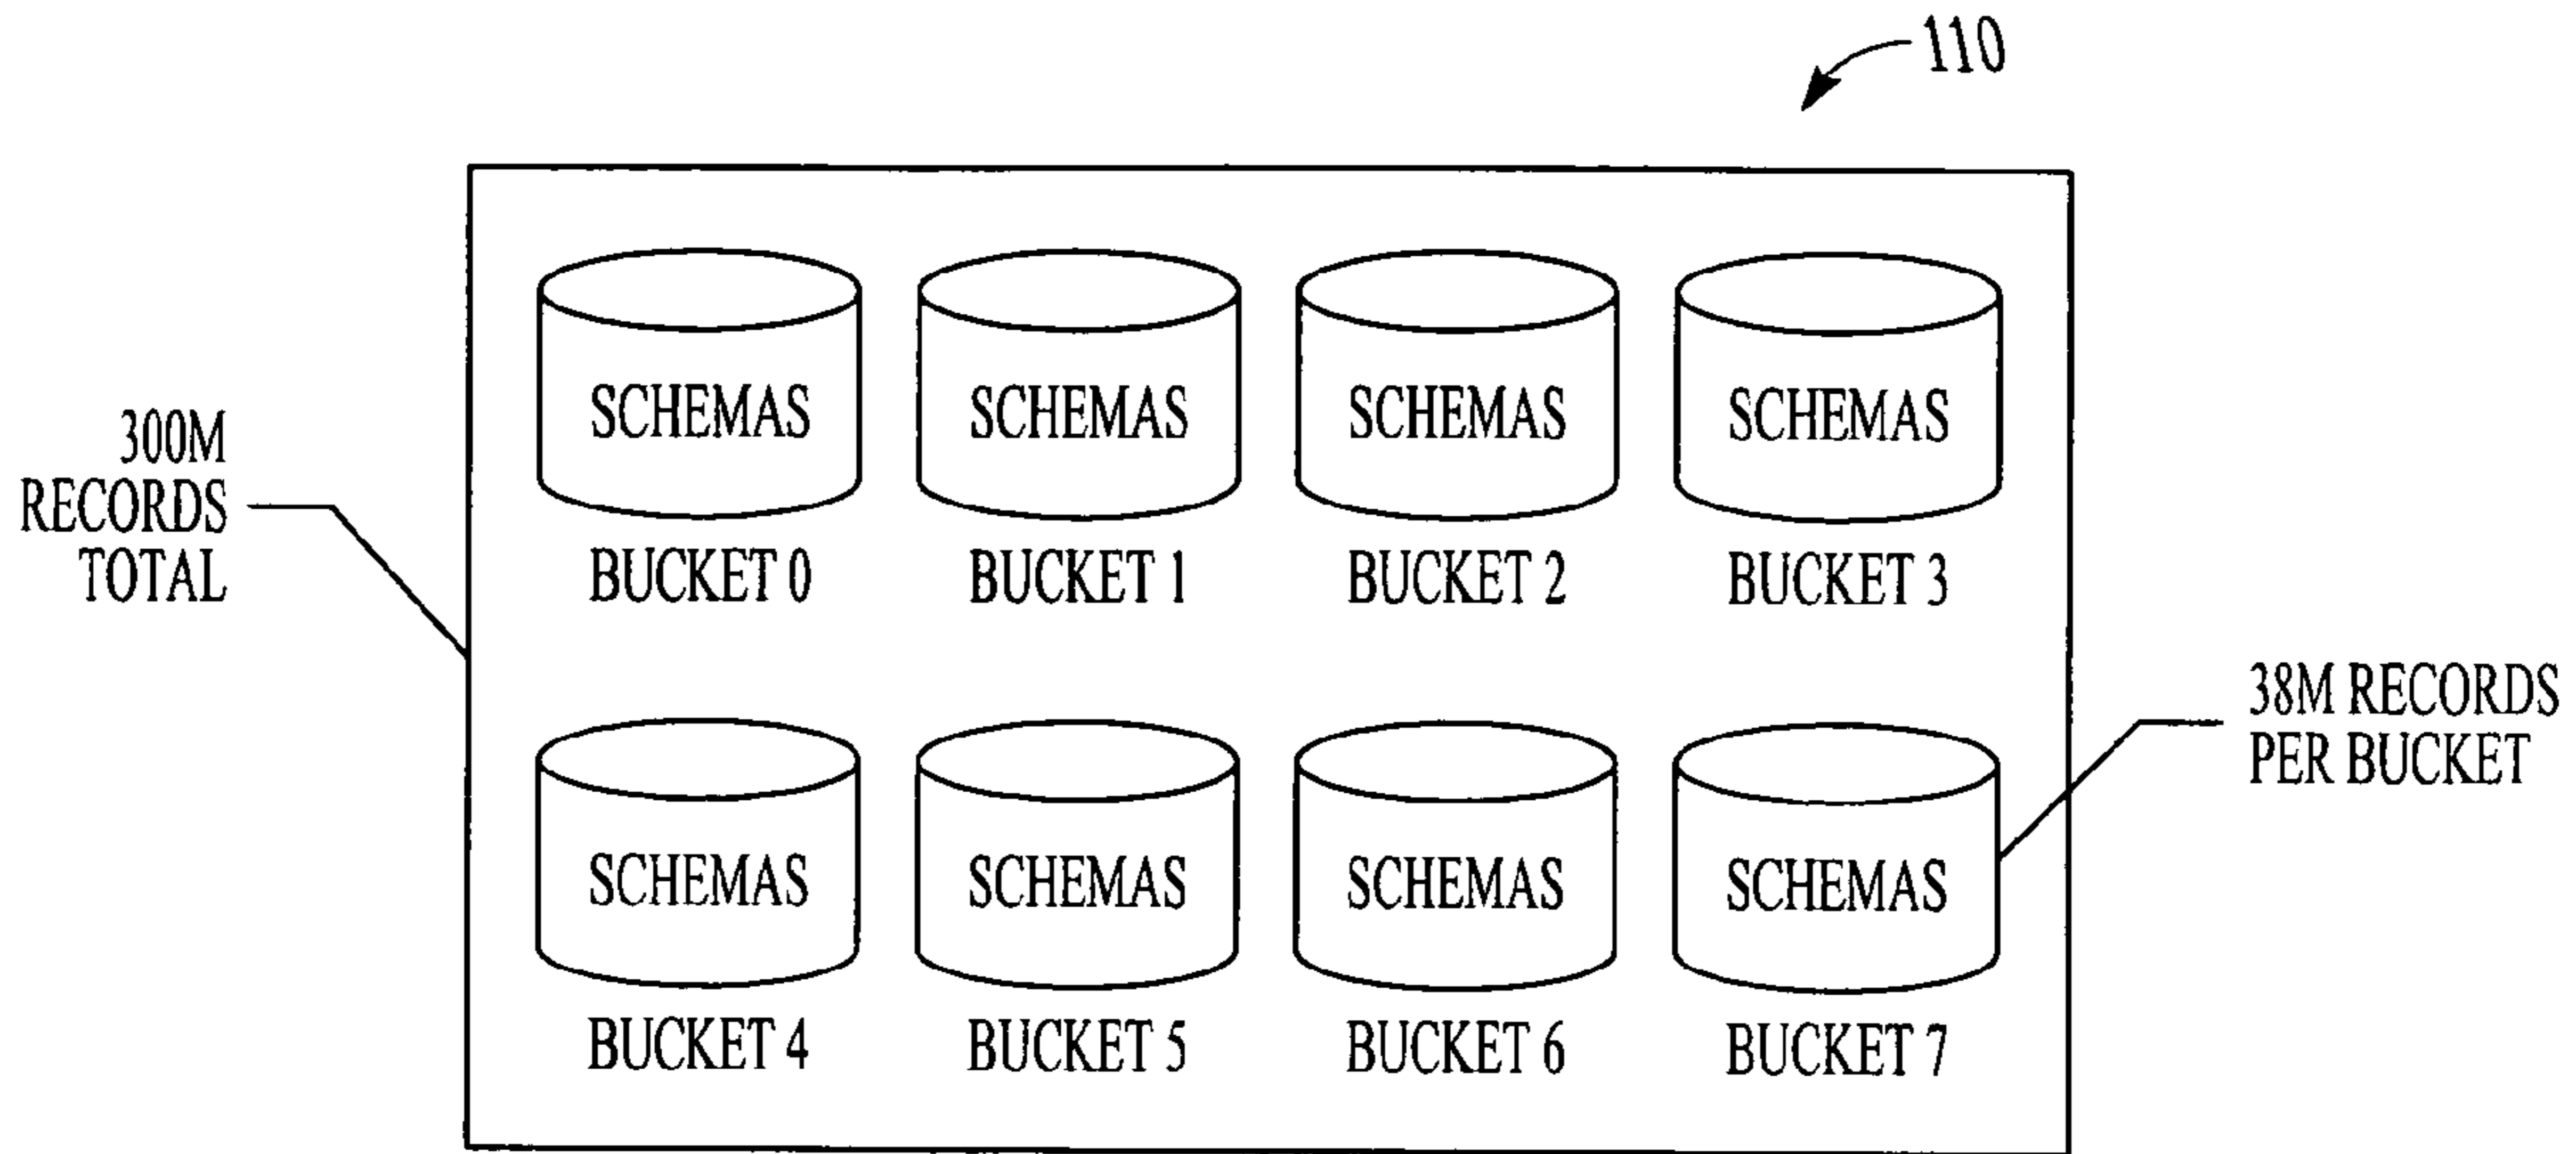 110
300M
RECORDS
TOTAL
SCHEMAS
SCHEMAS
SCHEMAS
SCHEMAS
BUCKET 0
BUCKET 1
BUCKET 2
BUCKET 3
38M RECORDS
PER BUCKET
SCHEMAS
SCHEMAS
SCHEMAS
SCHEMAS
BUCKET 4
BUCKET 5
BUCKET 6
BUCKET 7